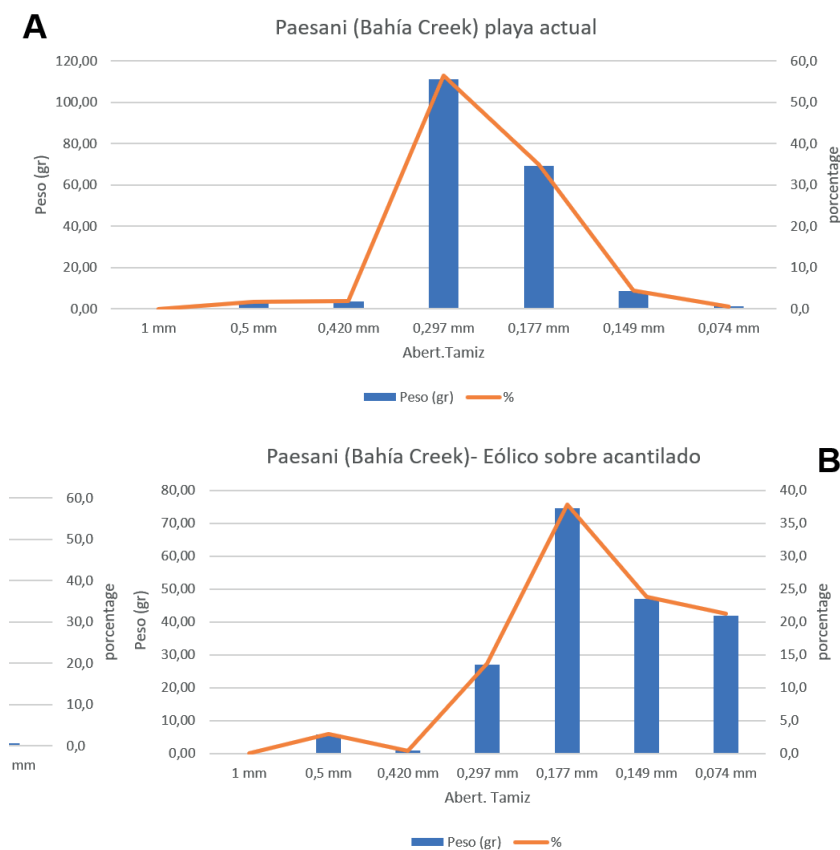 A
Paesani (Bahía Creek) playa actual
120,00
100,00
80,00
60,00
40,00
20,00
0,00
Peso (gr)
60,0
50,0
40,0
30,0
20,0
10,0
0,0
porcentage
1 mm 0,5 mm 0,420 mm 0,297 mm 0,177 mm 0,149 mm 0,074 mm
Abert.Tamiz
Peso (gr) %
B
Paesani (Bahía Creek)- Eólico sobre acantilado
60,0
50,0
40,0
30,0
20,0
10,0
0,0
porcentage
mm
80,00
70,00
60,00
50,00
40,00
30,00
20,00
10,00
0,00
Peso (gr)
40,0
35,0
30,0
25,0
20,0
15,0
10,0
5,0
0,0
porcentage
1 mm 0,5 mm 0,420 mm 0,297 mm 0,177 mm 0,149 mm 0,074 mm
Abert. Tamiz
Peso (gr) %